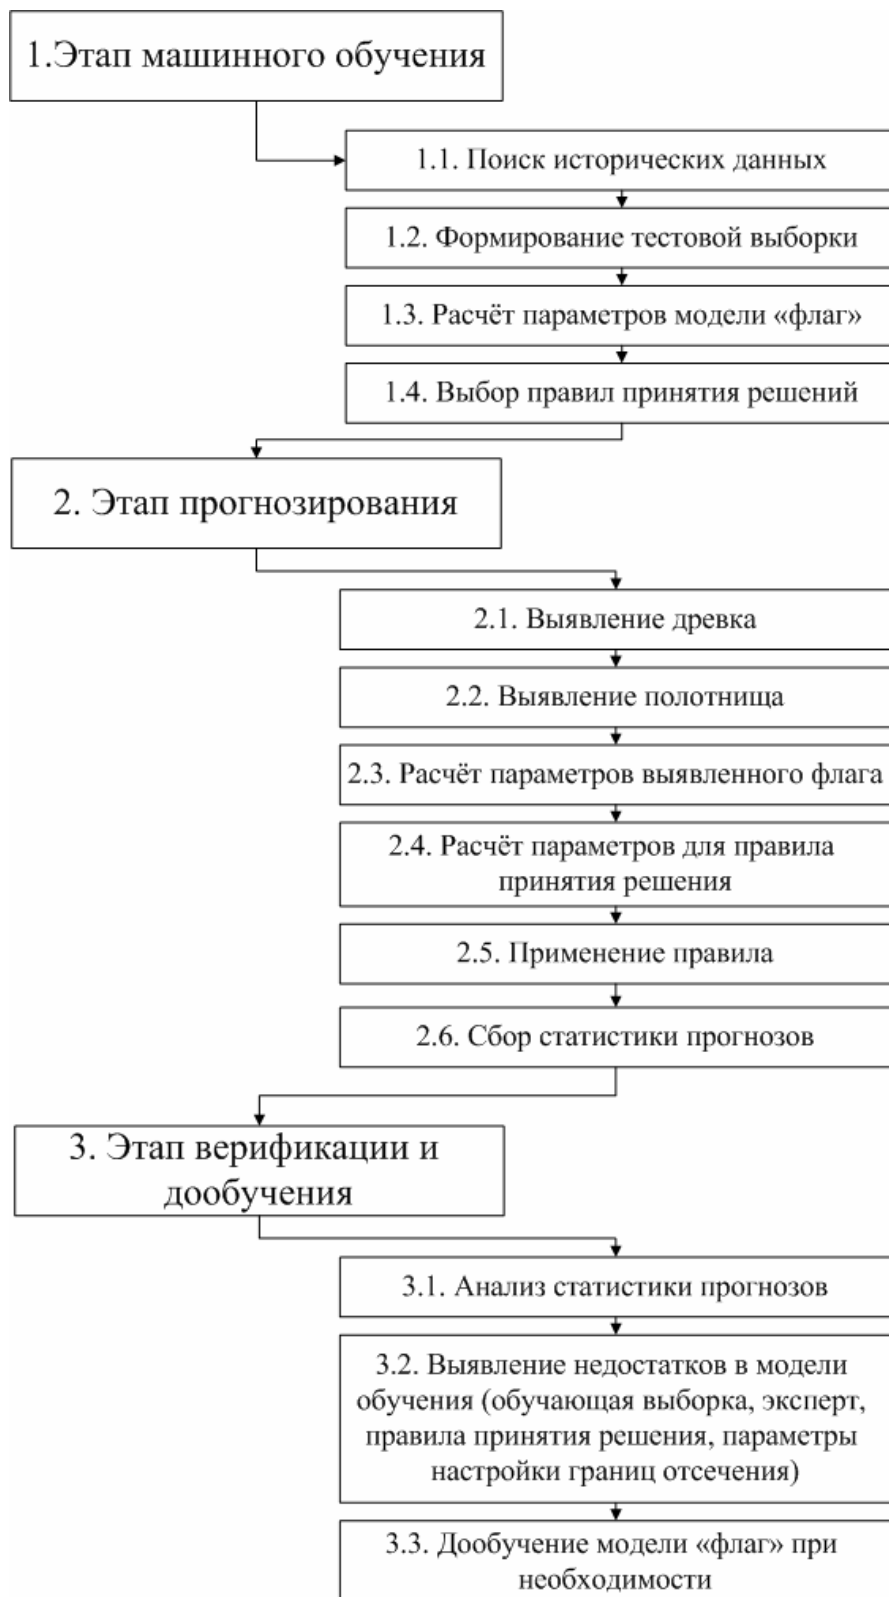 1.Этап машинного обучения
1.1. Поиск исторических данных
1.2. Формирование тестовой выборки
1.3. Расчёт параметров модели «флаг»
1.4. Выбор правил принятия решений
2. Этап прогнозирования
2.1. Выявление древка
2.2. Выявление полотнища
2.3. Расчёт параметров выявленного флага
2.4. Расчёт параметров для правила
принятия решения
2.5. Применение правила
2.6. Сбор статистики прогнозов
3. Этап верификации и
дообучения
3.1. Анализ статистики прогнозов
3.2. Выявление недостатков в модели
обучения (обучающая выборка, эксперт,
правила принятия решения, параметры
настройки границ отсечения)
3.3. Дообучение модели «флаг» при
необходимости